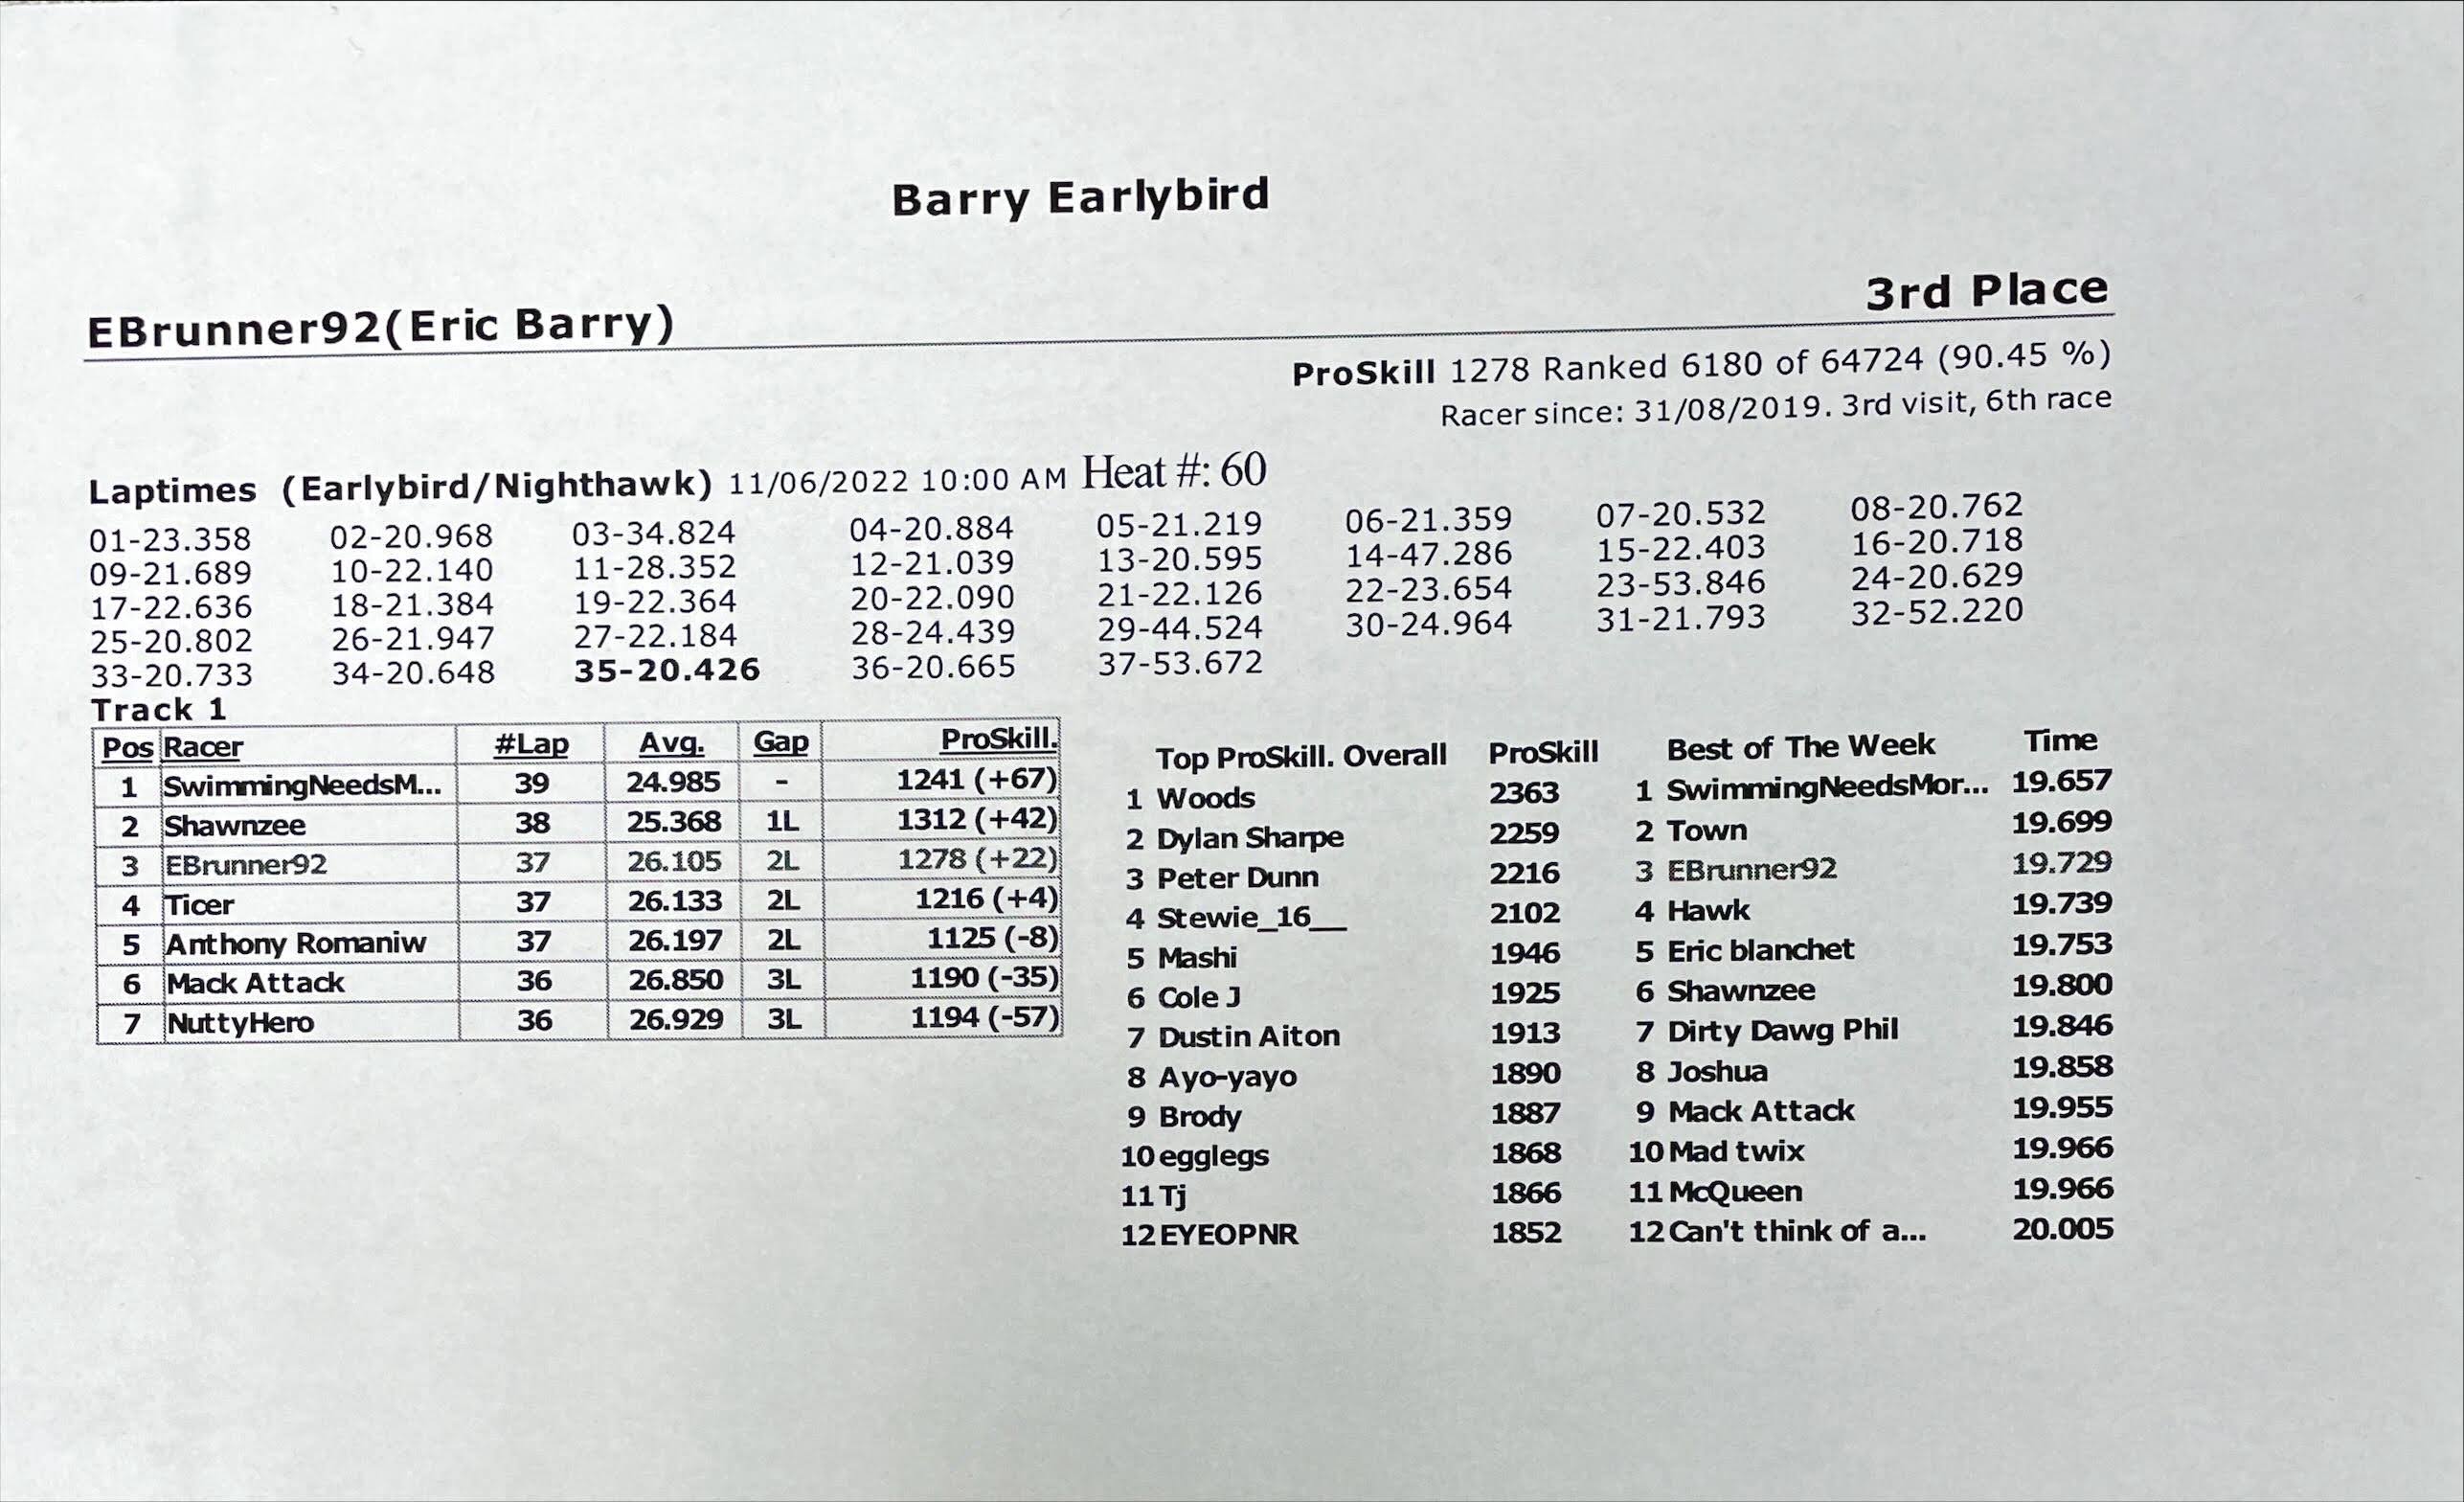 Barry Earlybird
EBrunner92(Eric Barry)
3rd Place
ProSkill 1278 Ranked 6180 of 64724 (90.45 %)
Racer since: 31/08/2019. 3rd visit, 6th race
Laptimes (Earlybird/Nighthawk) 11/06/2022 10:00 AM Heat #: 60
01-23.358 02-20.968 03-34.824 04-20.884 05-21.219 06-21.359 07-20.532 08-20.762
09-21.689 10-22.140 11-28.352 12-21.039 13-20.595 14-47.286 15-22.403 16-20.718
17-22.636 18-21.384 19-22.364 20-22.090 21-22.126 22-23.654 23-53.846 24-20.629
25-20.802 26-21.947 27-22.184 28-24.439 29-44.524 30-24.964 31-21.793 32-52.220
33-20.733 34-20.648 35-20.426 36-20.665 37-53.672
Track 1
Pos Racer #Lap Avg. Gap ProSkill.
1 SwimmingNeedsM... 39 24.985 - 1241 (+67)
2 Shawnzee 38 25.368 1L 1312 (+42)
3 EBrunner92 37 26.105 2L 1278 (+22)
4 Ticer 37 26.133 2L 1216 (+4)
5 Anthony Romaniw 37 26.197 2L 1125 (-8)
6 Mack Attack 36 26.850 3L 1190 (-35)
7 NuttyHero 36 26.929 3L 1194 (-57)
Top ProSkill. Overall ProSkill
1 Woods 2363
2 Dylan Sharpe 2259
3 Peter Dunn 2216
4 Stewie_16__ 2102
5 Mashi 1946
6 Cole J 1925
7 Dustin Aiton 1913
8 Ayo-yayo 1890
9 Brody 1887
10 egglegs 1868
11 Tj 1866
12 EYEOPNR 1852
Best of The Week Time
1 SwimmingNeedsMor... 19.657
2 Town 19.699
3 EBrunner92 19.729
4 Hawk 19.739
5 Eric blanchet 19.753
6 Shawnzee 19.800
7 Dirty Dawg Phil 19.846
8 Joshua 19.858
9 Mack Attack 19.955
10 Mad twix 19.966
11 McQueen 19.966
12 Can't think of a... 20.005